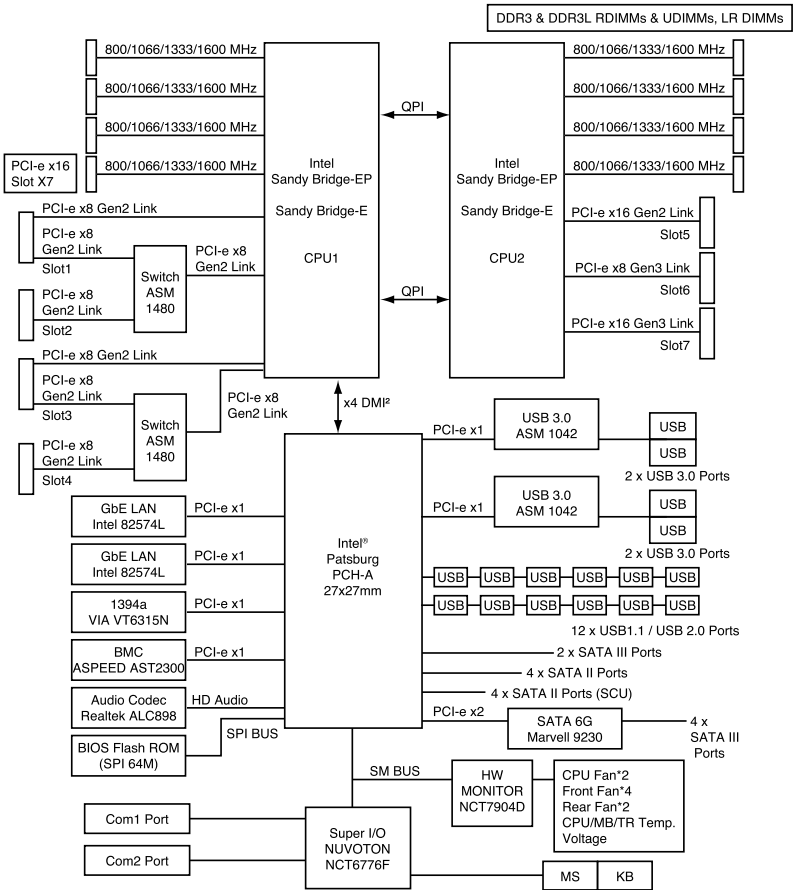 DDR3 & DDR3L RDIMMs & UDIMMs, LR DIMMs
800/1066/1333/1600 MHz
800/1066/1333/1600 MHz
800/1066/1333/1600 MHz
800/1066/1333/1600 MHz
PCI-e x16
Slot X7
PCI-e x8 Gen2 Link
PCI-e x8
Gen2 Link
Slot1
PCI-e x8
Gen2 Link
Slot2
Switch
ASM
1480
PCI-e x8
Gen2 Link
PCI-e x8 Gen2 Link
PCI-e x8
Gen2 Link
Slot3
PCI-e x8
Gen2 Link
Slot4
Switch
ASM
1480
PCI-e x8
Gen2 Link
Intel
Sandy Bridge-EP
Sandy Bridge-E
CPU1
QPI
QPI
Intel
Sandy Bridge-EP
Sandy Bridge-E
CPU2
800/1066/1333/1600 MHz
800/1066/1333/1600 MHz
800/1066/1333/1600 MHz
800/1066/1333/1600 MHz
PCI-e x16 Gen2 Link
Slot5
PCI-e x8 Gen3 Link
Slot6
PCI-e x16 Gen3 Link
Slot7
x4 DMI²
GbE LAN
Intel 82574L
PCI-e x1
GbE LAN
Intel 82574L
PCI-e x1
1394a
VIA VT6315N
PCI-e x1
BMC
ASPEED AST2300
PCI-e x1
Audio Codec
Realtek ALC898
HD Audio
BIOS Flash ROM
(SPI 64M)
SPI BUS
Intel®
Patsburg
PCH-A
27x27mm
PCI-e x1
USB 3.0
ASM 1042
USB
USB
2 x USB 3.0 Ports
PCI-e x1
USB 3.0
ASM 1042
USB
USB
2 x USB 3.0 Ports
USB USB USB USB USB USB
USB USB USB USB USB USB
12 x USB1.1 / USB 2.0 Ports
2 x SATA III Ports
4 x SATA II Ports
4 x SATA II Ports (SCU)
PCI-e x2
SATA 6G
Marvell 9230
4 x
SATA III
Ports
SM BUS
HW
MONITOR
NCT7904D
CPU Fan*2
Front Fan*4
Rear Fan*2
CPU/MB/TR Temp.
Voltage
Com1 Port
Com2 Port
Super I/O
NUVOTON
NCT6776F
MS
KB